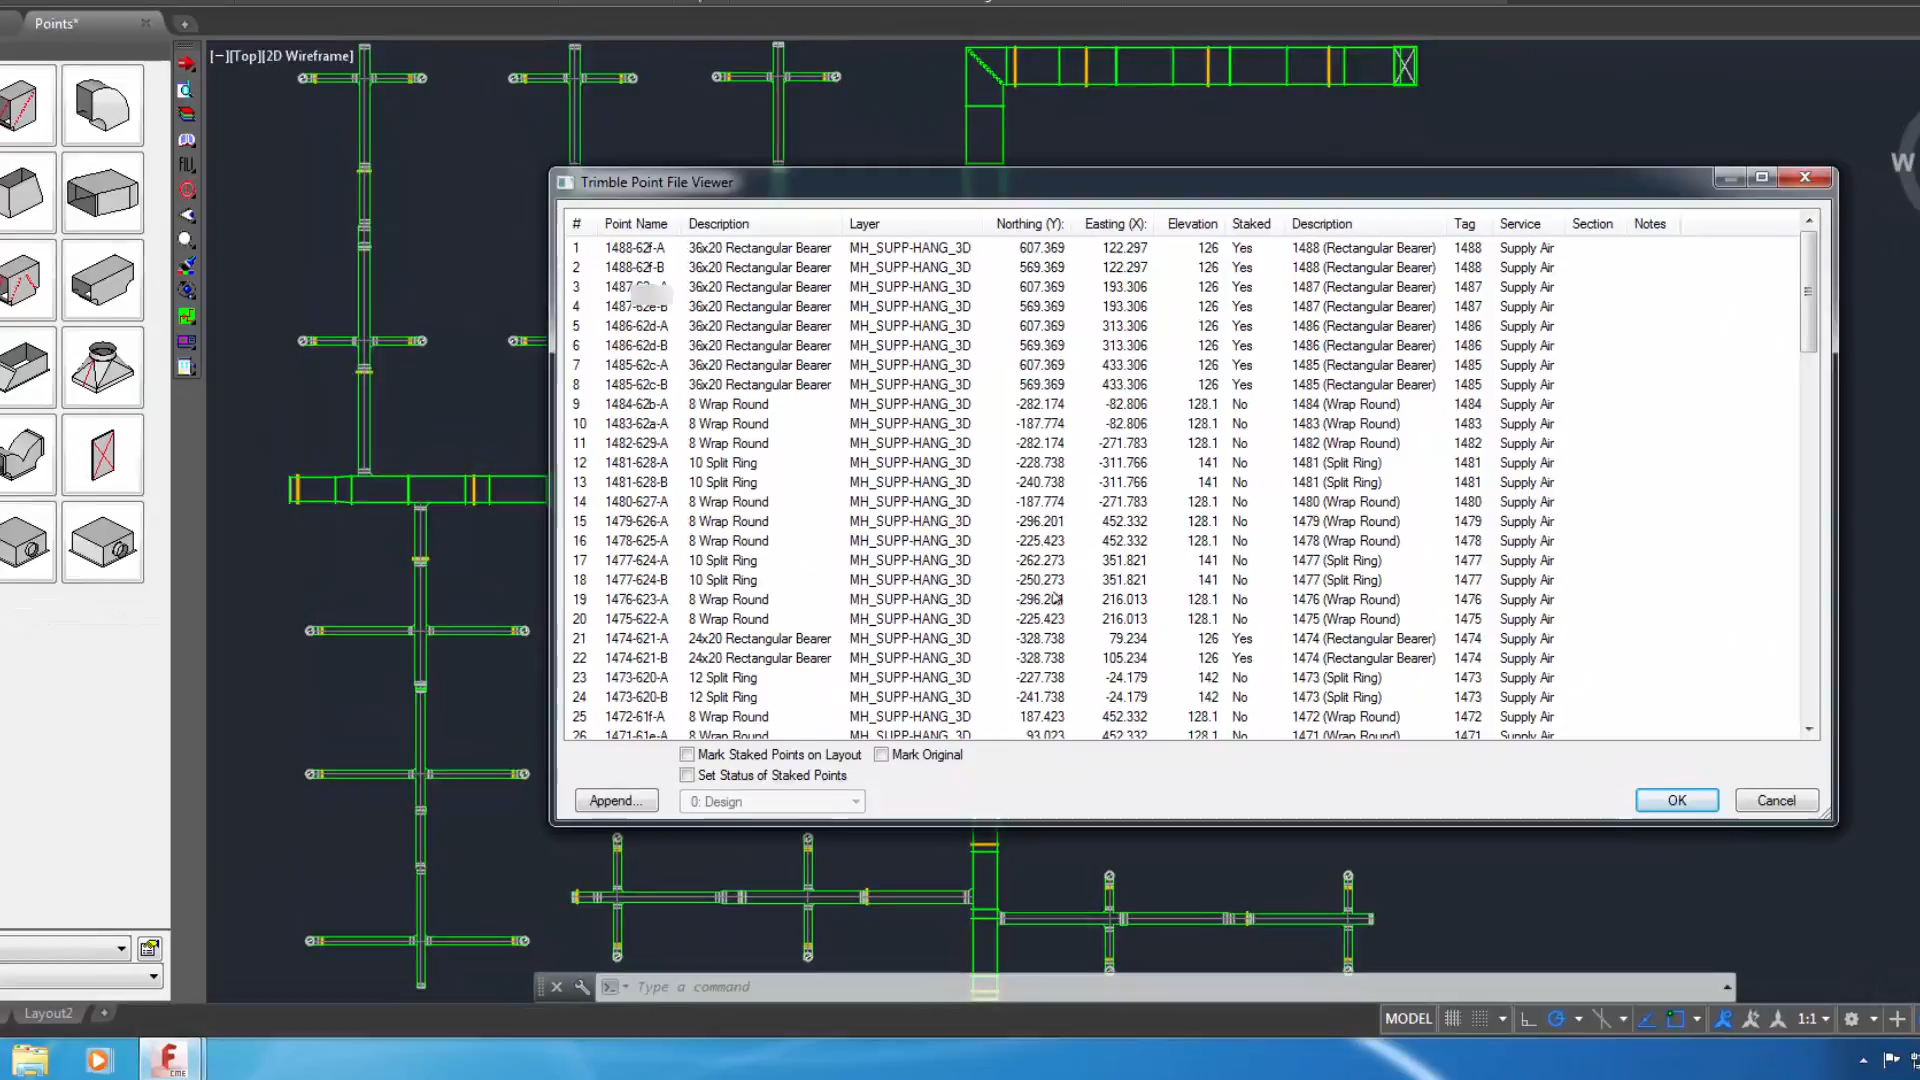 Points*
[−][Top][2D Wireframe]
W
FILL
Trimble Point File Viewer
# Point Name Description Layer Northing (Y): Easting (X): Elevation Staked Description Tag Service Section Notes
1 1488-62f-A 36x20 Rectangular Bearer MH_SUPP-HANG_3D 607.369 122.297 126 Yes 1488 (Rectangular Bearer) 1488 Supply Air
2 1488-62f-B 36x20 Rectangular Bearer MH_SUPP-HANG_3D 569.369 122.297 126 Yes 1488 (Rectangular Bearer) 1488 Supply Air
3 36x20 Rectangular Bearer MH_SUPP-HANG_3D 607.369 193.306 126 Yes 1487 (Rectangular Bearer) 1487 Supply Air
4 1487-62e-B 36x20 Rectangular Bearer MH_SUPP-HANG_3D 569.369 193.306 126 Yes 1487 (Rectangular Bearer) 1487 Supply Air
5 1486-62d-A 36x20 Rectangular Bearer MH_SUPP-HANG_3D 607.369 313.306 126 Yes 1486 (Rectangular Bearer) 1486 Supply Air
6 1486-62d-B 36x20 Rectangular Bearer MH_SUPP-HANG_3D 569.369 313.306 126 Yes 1486 (Rectangular Bearer) 1486 Supply Air
7 1485-62c-A 36x20 Rectangular Bearer MH_SUPP-HANG_3D 607.369 433.306 126 Yes 1485 (Rectangular Bearer) 1485 Supply Air
8 1485-62c-B 36x20 Rectangular Bearer MH_SUPP-HANG_3D 569.369 433.306 126 Yes 1485 (Rectangular Bearer) 1485 Supply Air
9 1484-62b-A 8 Wrap Round MH_SUPP-HANG_3D -282.174 -82.806 128.1 No 1484 (Wrap Round) 1484 Supply Air
10 1483-62a-A 8 Wrap Round MH_SUPP-HANG_3D -187.774 -82.806 128.1 No 1483 (Wrap Round) 1483 Supply Air
11 1482-629-A 8 Wrap Round MH_SUPP-HANG_3D -282.174 -271.783 128.1 No 1482 (Wrap Round) 1482 Supply Air
12 1481-628-A 10 Split Ring MH_SUPP-HANG_3D -228.738 -311.766 141 No 1481 (Split Ring) 1481 Supply Air
13 1481-628-B 10 Split Ring MH_SUPP-HANG_3D -240.738 -311.766 141 No 1481 (Split Ring) 1481 Supply Air
14 1480-627-A 8 Wrap Round MH_SUPP-HANG_3D -187.774 -271.783 128.1 No 1480 (Wrap Round) 1480 Supply Air
15 1479-626-A 8 Wrap Round MH_SUPP-HANG_3D -296.201 452.332 128.1 No 1479 (Wrap Round) 1479 Supply Air
16 1478-625-A 8 Wrap Round MH_SUPP-HANG_3D -225.423 452.332 128.1 No 1478 (Wrap Round) 1478 Supply Air
17 1477-624-A 10 Split Ring MH_SUPP-HANG_3D -262.273 351.821 141 No 1477 (Split Ring) 1477 Supply Air
18 1477-624-B 10 Split Ring MH_SUPP-HANG_3D -250.273 351.821 141 No 1477 (Split Ring) 1477 Supply Air
19 1476-623-A 8 Wrap Round MH_SUPP-HANG_3D 216.013 128.1 No 1476 (Wrap Round) 1476 Supply Air
20 1475-622-A 8 Wrap Round MH_SUPP-HANG_3D -225.423 216.013 128.1 No 1475 (Wrap Round) 1475 Supply Air
21 1474-621-A 24x20 Rectangular Bearer MH_SUPP-HANG_3D -328.738 79.234 126 Yes 1474 (Rectangular Bearer) 1474 Supply Air
22 1474-621-B 24x20 Rectangular Bearer MH_SUPP-HANG_3D -328.738 105.234 126 Yes 1474 (Rectangular Bearer) 1474 Supply Air
23 1473-620-A 12 Split Ring MH_SUPP-HANG_3D -227.738 -24.179 142 No 1473 (Split Ring) 1473 Supply Air
24 1473-620-B 12 Split Ring MH_SUPP-HANG_3D -241.738 -24.179 142 No 1473 (Split Ring) 1473 Supply Air
25 1472-61f-A 8 Wrap Round MH_SUPP-HANG_3D 187.423 452.332 128.1 No 1472 (Wrap Round) 1472 Supply Air
26 1471-61e-A 8 Wrap Round MH_SUPP-HANG_3D 93.023 452.332 128.1 No 1471 (Wrap Round) 1471 Supply Air
Mark Staked Points on Layout Mark Original
Set Status of Staked Points
Append... 0: Design OK Cancel
Type a command
Layout2 +
MODEL 1:1
F
CME